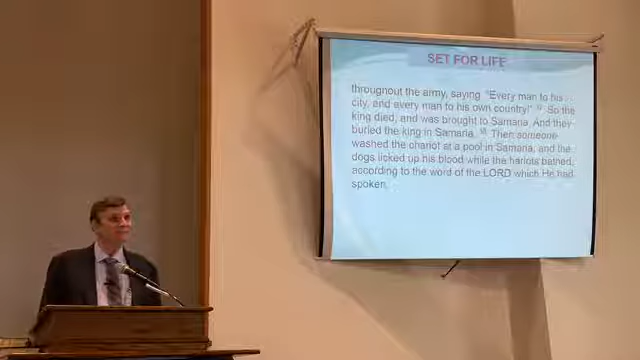 SET FOR LIFE
throughout the army, saying "Every man to his
city, and every man to his own country!" So the
king died, and was brought to Samaria. And they
buried the king in Samaria. Then someone
washed the chariot at a pool in Samaria, and the
dogs licked up his blood while the harlots bathed,
according to the word of the LORD which He had
spoken.